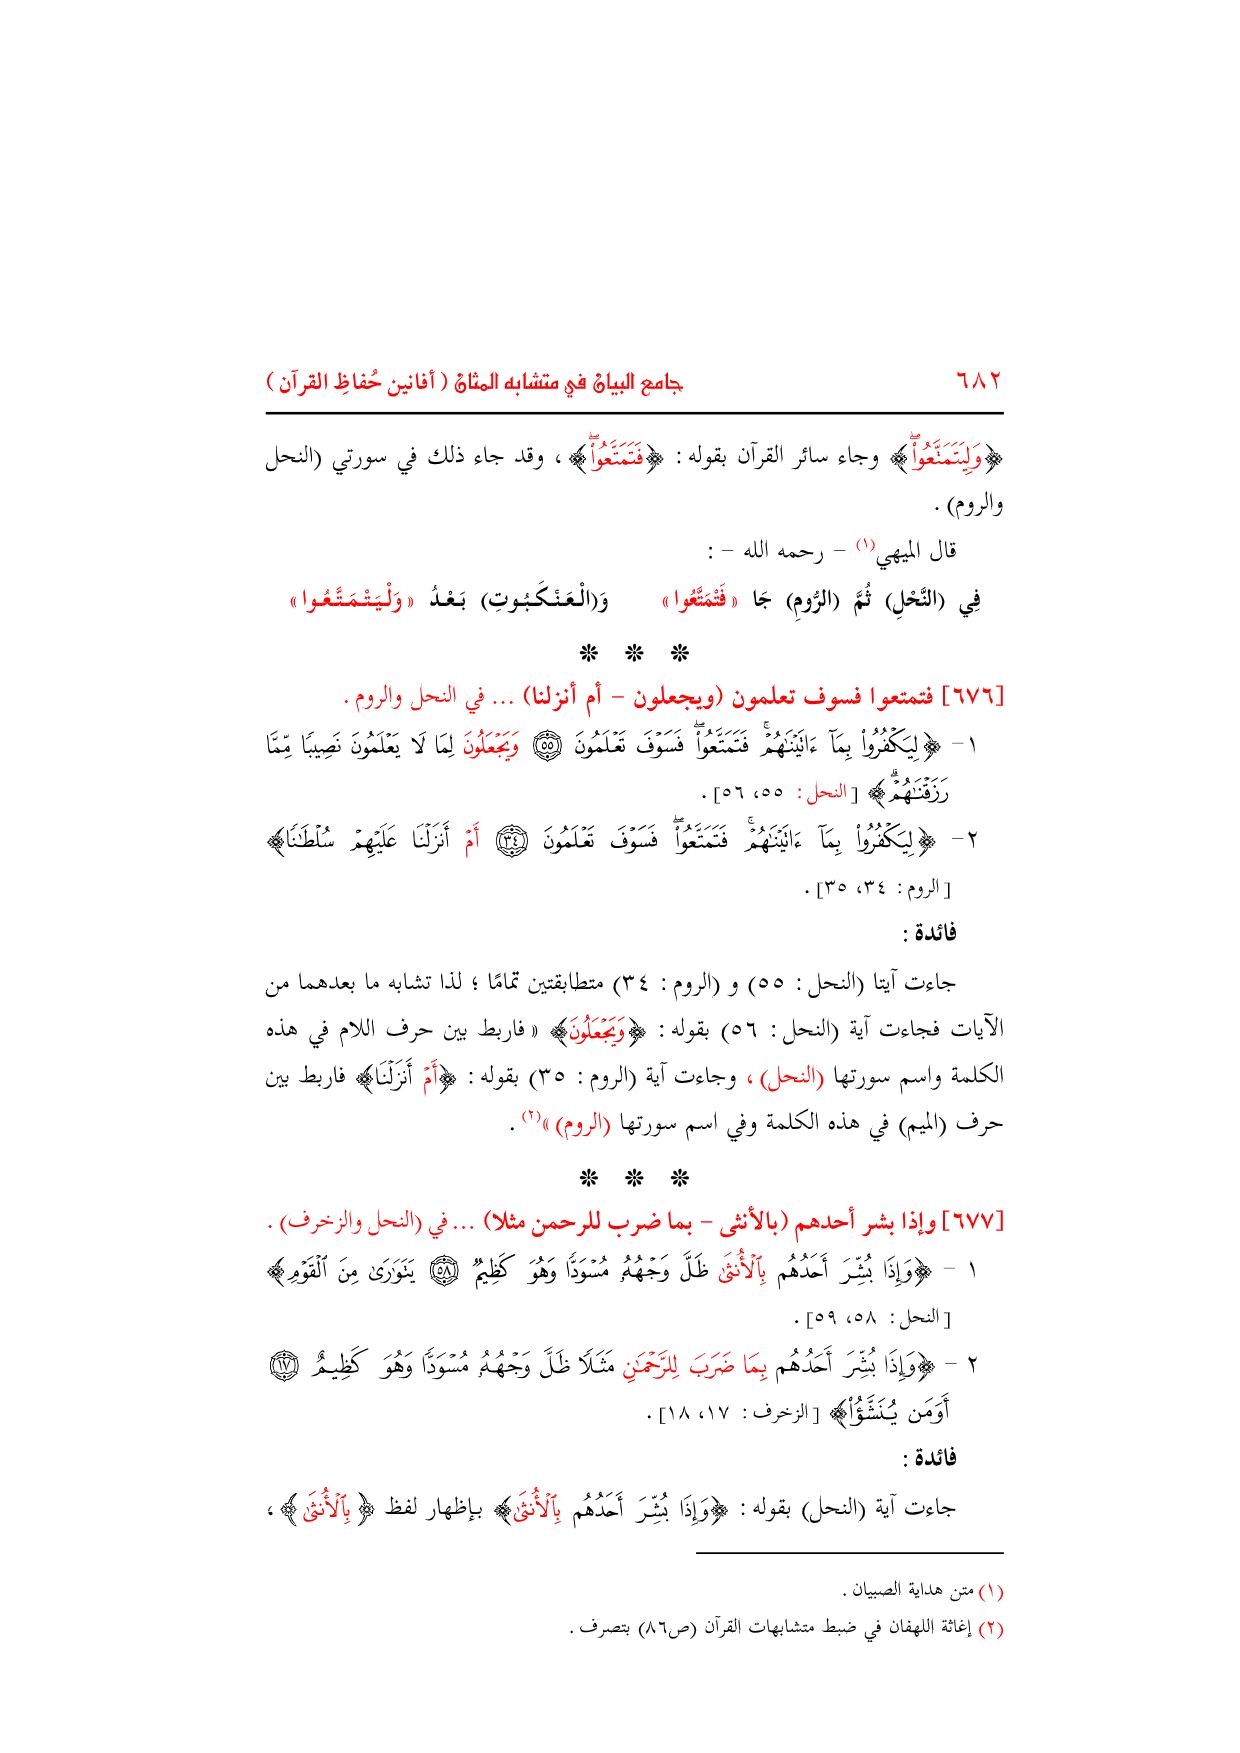 ٦٨٢ جامع البيان في متشابه المثان ( أفانين حُفاظِ القرآن )
﴿وَلِيَتَمَتَّعُواْۖ﴾ وجاء سائر القرآن بقوله : ﴿فَتَمَتَّعُواْۖ﴾ ، وقد جاء ذلك في سورتي (النحل
والروم) .
قال الميهي(١) – رحمه الله – :
فِي (النَّحْلِ) ثُمَّ (الرُّومِ) جَا «فَتْمَتَّعُوا» وَ(الْعَنْكَبُوتِ) بَعْدُ «وَلْيَتْمَتَّعُوا»
❊ ❊ ❊
[٦٧٦] فتمتعوا فسوف تعلمون (ويجعلون – أم أنزلنا) ... في النحل والروم .
١– ﴿لِيَكْفُرُواْ بِمَآ ءَاتَيْنَٰهُمْۚ فَتَمَتَّعُواْۖ فَسَوْفَ تَعْلَمُونَ ۝٥٥ وَيَجْعَلُونَ لِمَا لَا يَعْلَمُونَ نَصِيبًا مِّمَّا
رَزَقْنَٰهُمْۗ﴾ [النحل : ٥٥، ٥٦] .
٢– ﴿لِيَكْفُرُواْ بِمَآ ءَاتَيْنَٰهُمْۚ فَتَمَتَّعُواْۖ فَسَوْفَ تَعْلَمُونَ ۝٣٤ أَمْ أَنزَلْنَا عَلَيْهِمْ سُلْطَٰنًا﴾
[الروم : ٣٤، ٣٥] .
فائدة :
جاءت آيتا (النحل : ٥٥) و (الروم : ٣٤) متطابقتين تمامًا ؛ لذا تشابه ما بعدهما من
الآيات فجاءت آية (النحل : ٥٦) بقوله : ﴿وَيَجْعَلُونَ﴾ «فاربط بين حرف اللام في هذه
الكلمة واسم سورتها (النحل) ، وجاءت آية (الروم : ٣٥) بقوله : ﴿أَمْ أَنزَلْنَا﴾ فاربط بين
حرف (الميم) في هذه الكلمة وفي اسم سورتها (الروم)»(٢) .
❊ ❊ ❊
[٦٧٧] وإذا بشر أحدهم (بالأنثى – بما ضرب للرحمن مثلا) ... في (النحل والزخرف) .
١ – ﴿وَإِذَا بُشِّرَ أَحَدُهُم بِٱلْأُنثَىٰ ظَلَّ وَجْهُهُۥ مُسْوَدًّا وَهُوَ كَظِيمٌ ۝٥٨ يَتَوَٰرَىٰ مِنَ ٱلْقَوْمِ﴾
[النحل : ٥٨، ٥٩] .
٢ – ﴿وَإِذَا بُشِّرَ أَحَدُهُم بِمَا ضَرَبَ لِلرَّحْمَٰنِ مَثَلًا ظَلَّ وَجْهُهُۥ مُسْوَدًّا وَهُوَ كَظِيمٌ ۝١٧
أَوَمَن يُنَشَّؤُاْ﴾ [الزخرف : ١٧، ١٨] .
فائدة :
جاءت آية (النحل) بقوله : ﴿وَإِذَا بُشِّرَ أَحَدُهُم بِٱلْأُنثَىٰ﴾ بإظهار لفظ ﴿بِٱلْأُنثَىٰ﴾ ،
(١) متن هداية الصبيان .
(٢) إغاثة اللهفان في ضبط متشابهات القرآن (ص٨٦) بتصرف .